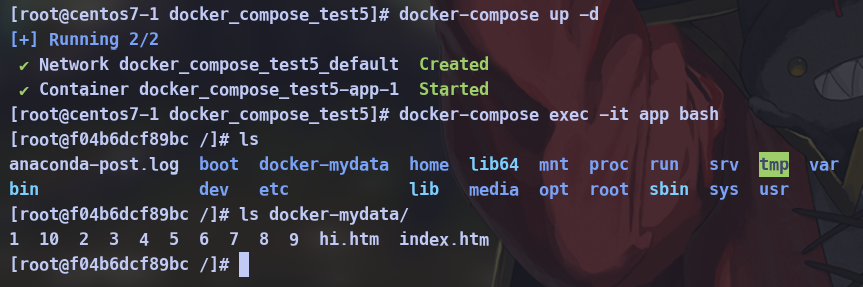 [root@centos7-1 docker_compose_test5]# docker-compose up -d
[+] Running 2/2
✔ Network docker_compose_test5_default  Created
✔ Container docker_compose_test5-app-1  Started
[root@centos7-1 docker_compose_test5]# docker-compose exec -it app bash
[root@f04b6dcf89bc /]# ls
anaconda-post.log  boot  docker-mydata  home  lib64  mnt  proc  run   srv  tmp  var
bin                dev   etc            lib   media  opt  root  sbin  sys  usr
[root@f04b6dcf89bc /]# ls docker-mydata/
1  10  2  3  4  5  6  7  8  9  hi.htm  index.htm
[root@f04b6dcf89bc /]#